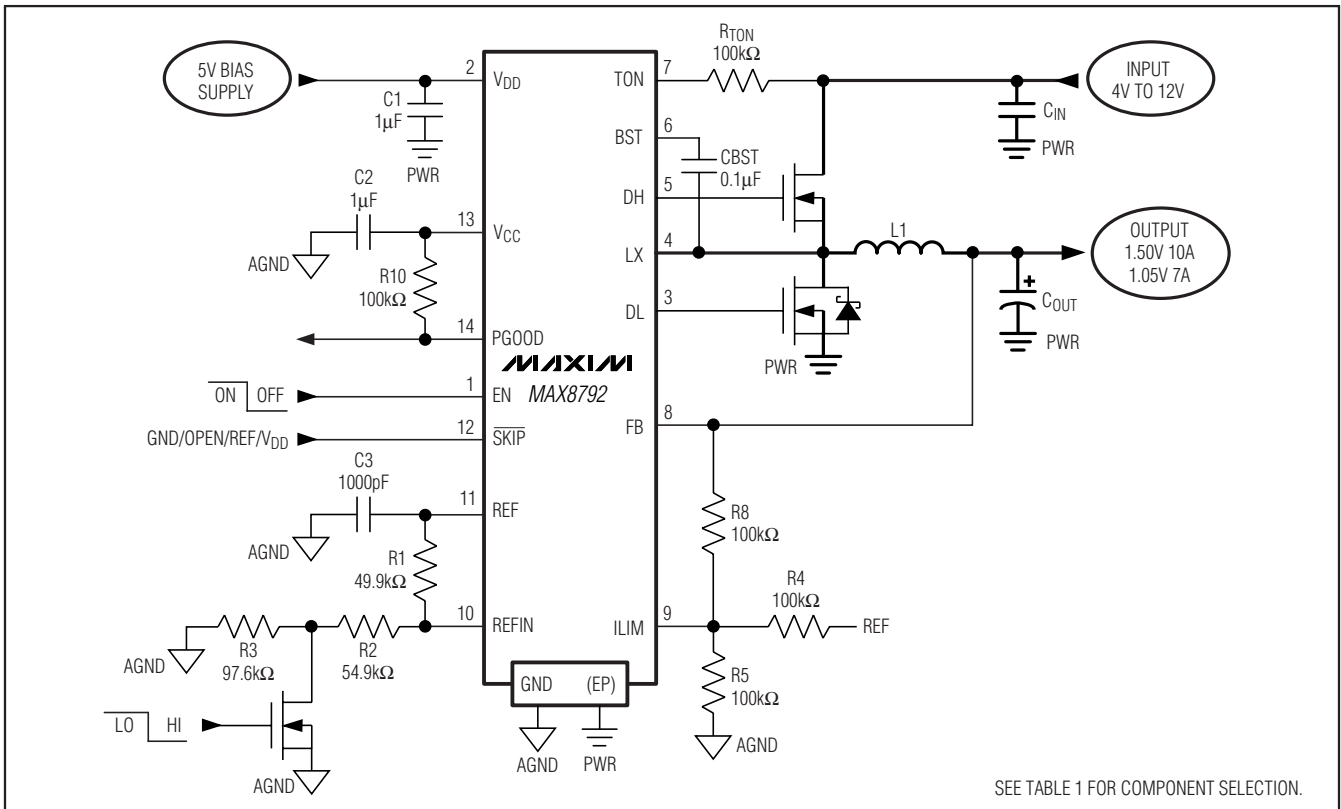 5V BIAS
SUPPLY
C1
1μF
PWR
2
VDD
C2
1μF
AGND
13
VCC
R10
100kΩ
14
PGOOD
MAXIM
MAX8792
ON OFF
1
EN
GND/OPEN/REF/VDD
12
SKIP
C3
1000pF
AGND
11
REF
R1
49.9kΩ
10
REFIN
R3
97.6kΩ
R2
54.9kΩ
AGND
LO HI
AGND
GND (EP)
AGND
PWR
RTON
100kΩ
TON
7
INPUT
4V TO 12V
CIN
PWR
BST
6
CBST
0.1μF
DH
5
LX
4
L1
OUTPUT
1.50V 10A
1.05V 7A
+
COUT
PWR
DL
3
PWR
FB
8
R8
100kΩ
ILIM
9
R4
100kΩ
REF
R5
100kΩ
AGND
SEE TABLE 1 FOR COMPONENT SELECTION.